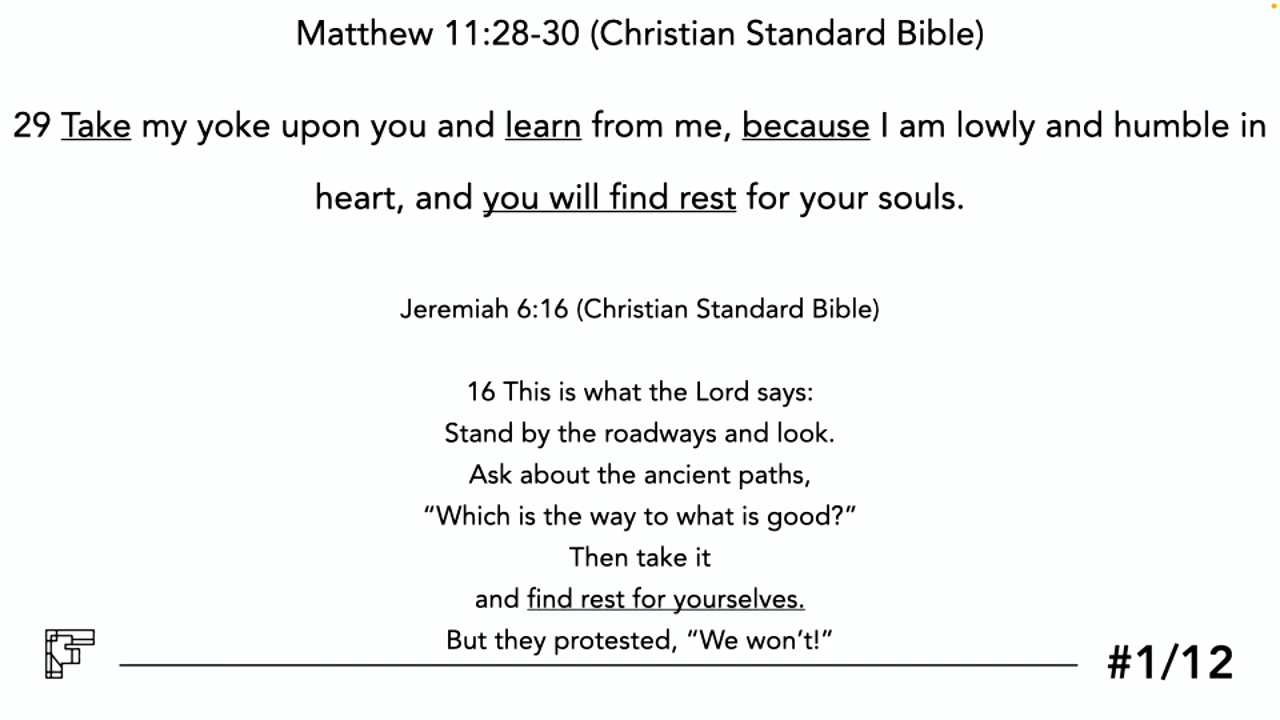 Matthew 11:28-30 (Christian Standard Bible)
29 Take my yoke upon you and learn from me, because I am lowly and humble in
heart, and you will find rest for your souls.
Jeremiah 6:16 (Christian Standard Bible)
16 This is what the Lord says:
Stand by the roadways and look.
Ask about the ancient paths,
“Which is the way to what is good?”
Then take it
and find rest for yourselves.
But they protested, “We won’t!”
#1/12